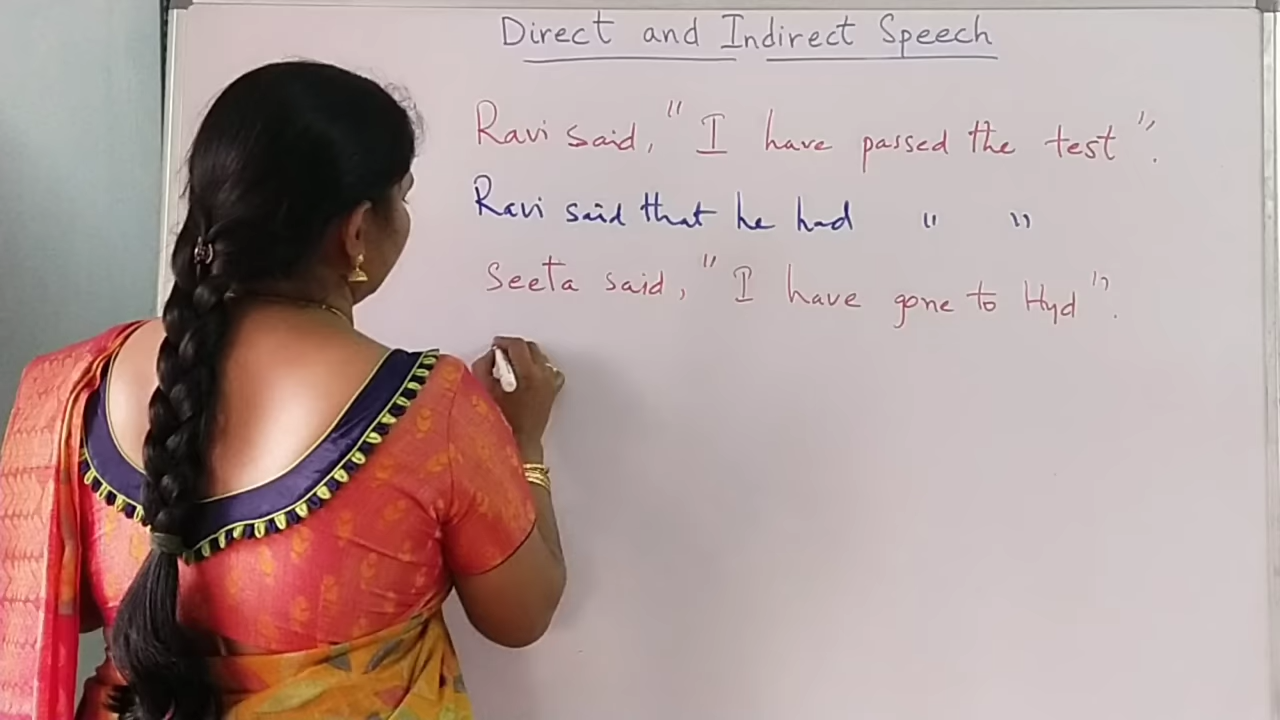 Direct and Indirect Speech
Ravi said, "I have passed the test".
Ravi said that he had " "
Seeta said, "I have gone to Hyd".